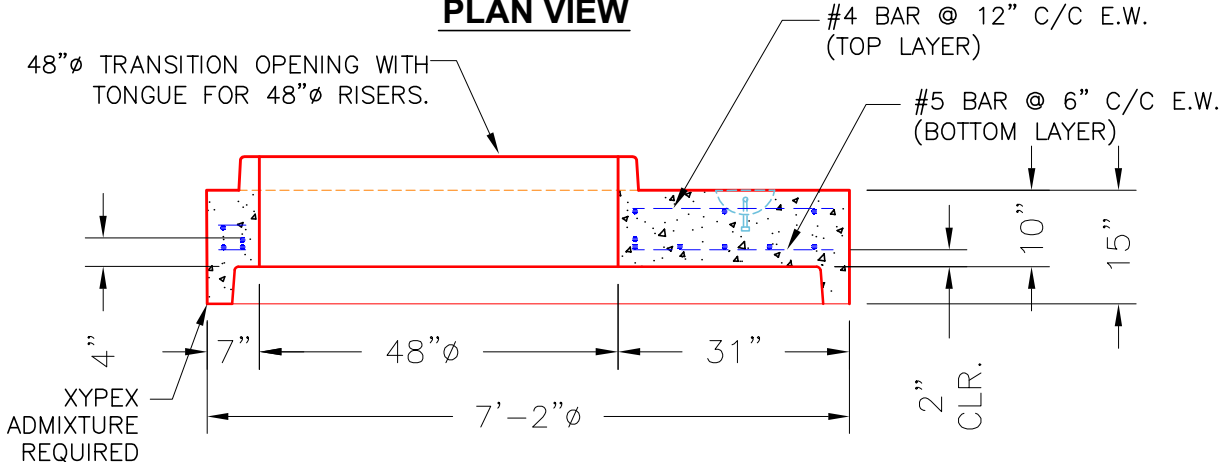 PLAN VIEW
#4 BAR @ 12" C/C E.W.
(TOP LAYER)
48"ø TRANSITION OPENING WITH
TONGUE FOR 48"ø RISERS.
#5 BAR @ 6" C/C E.W.
(BOTTOM LAYER)
10"
15"
4"
7"
48"ø
31"
2"
CLR.
7'-2"ø
XYPEX
ADMIXTURE
REQUIRED